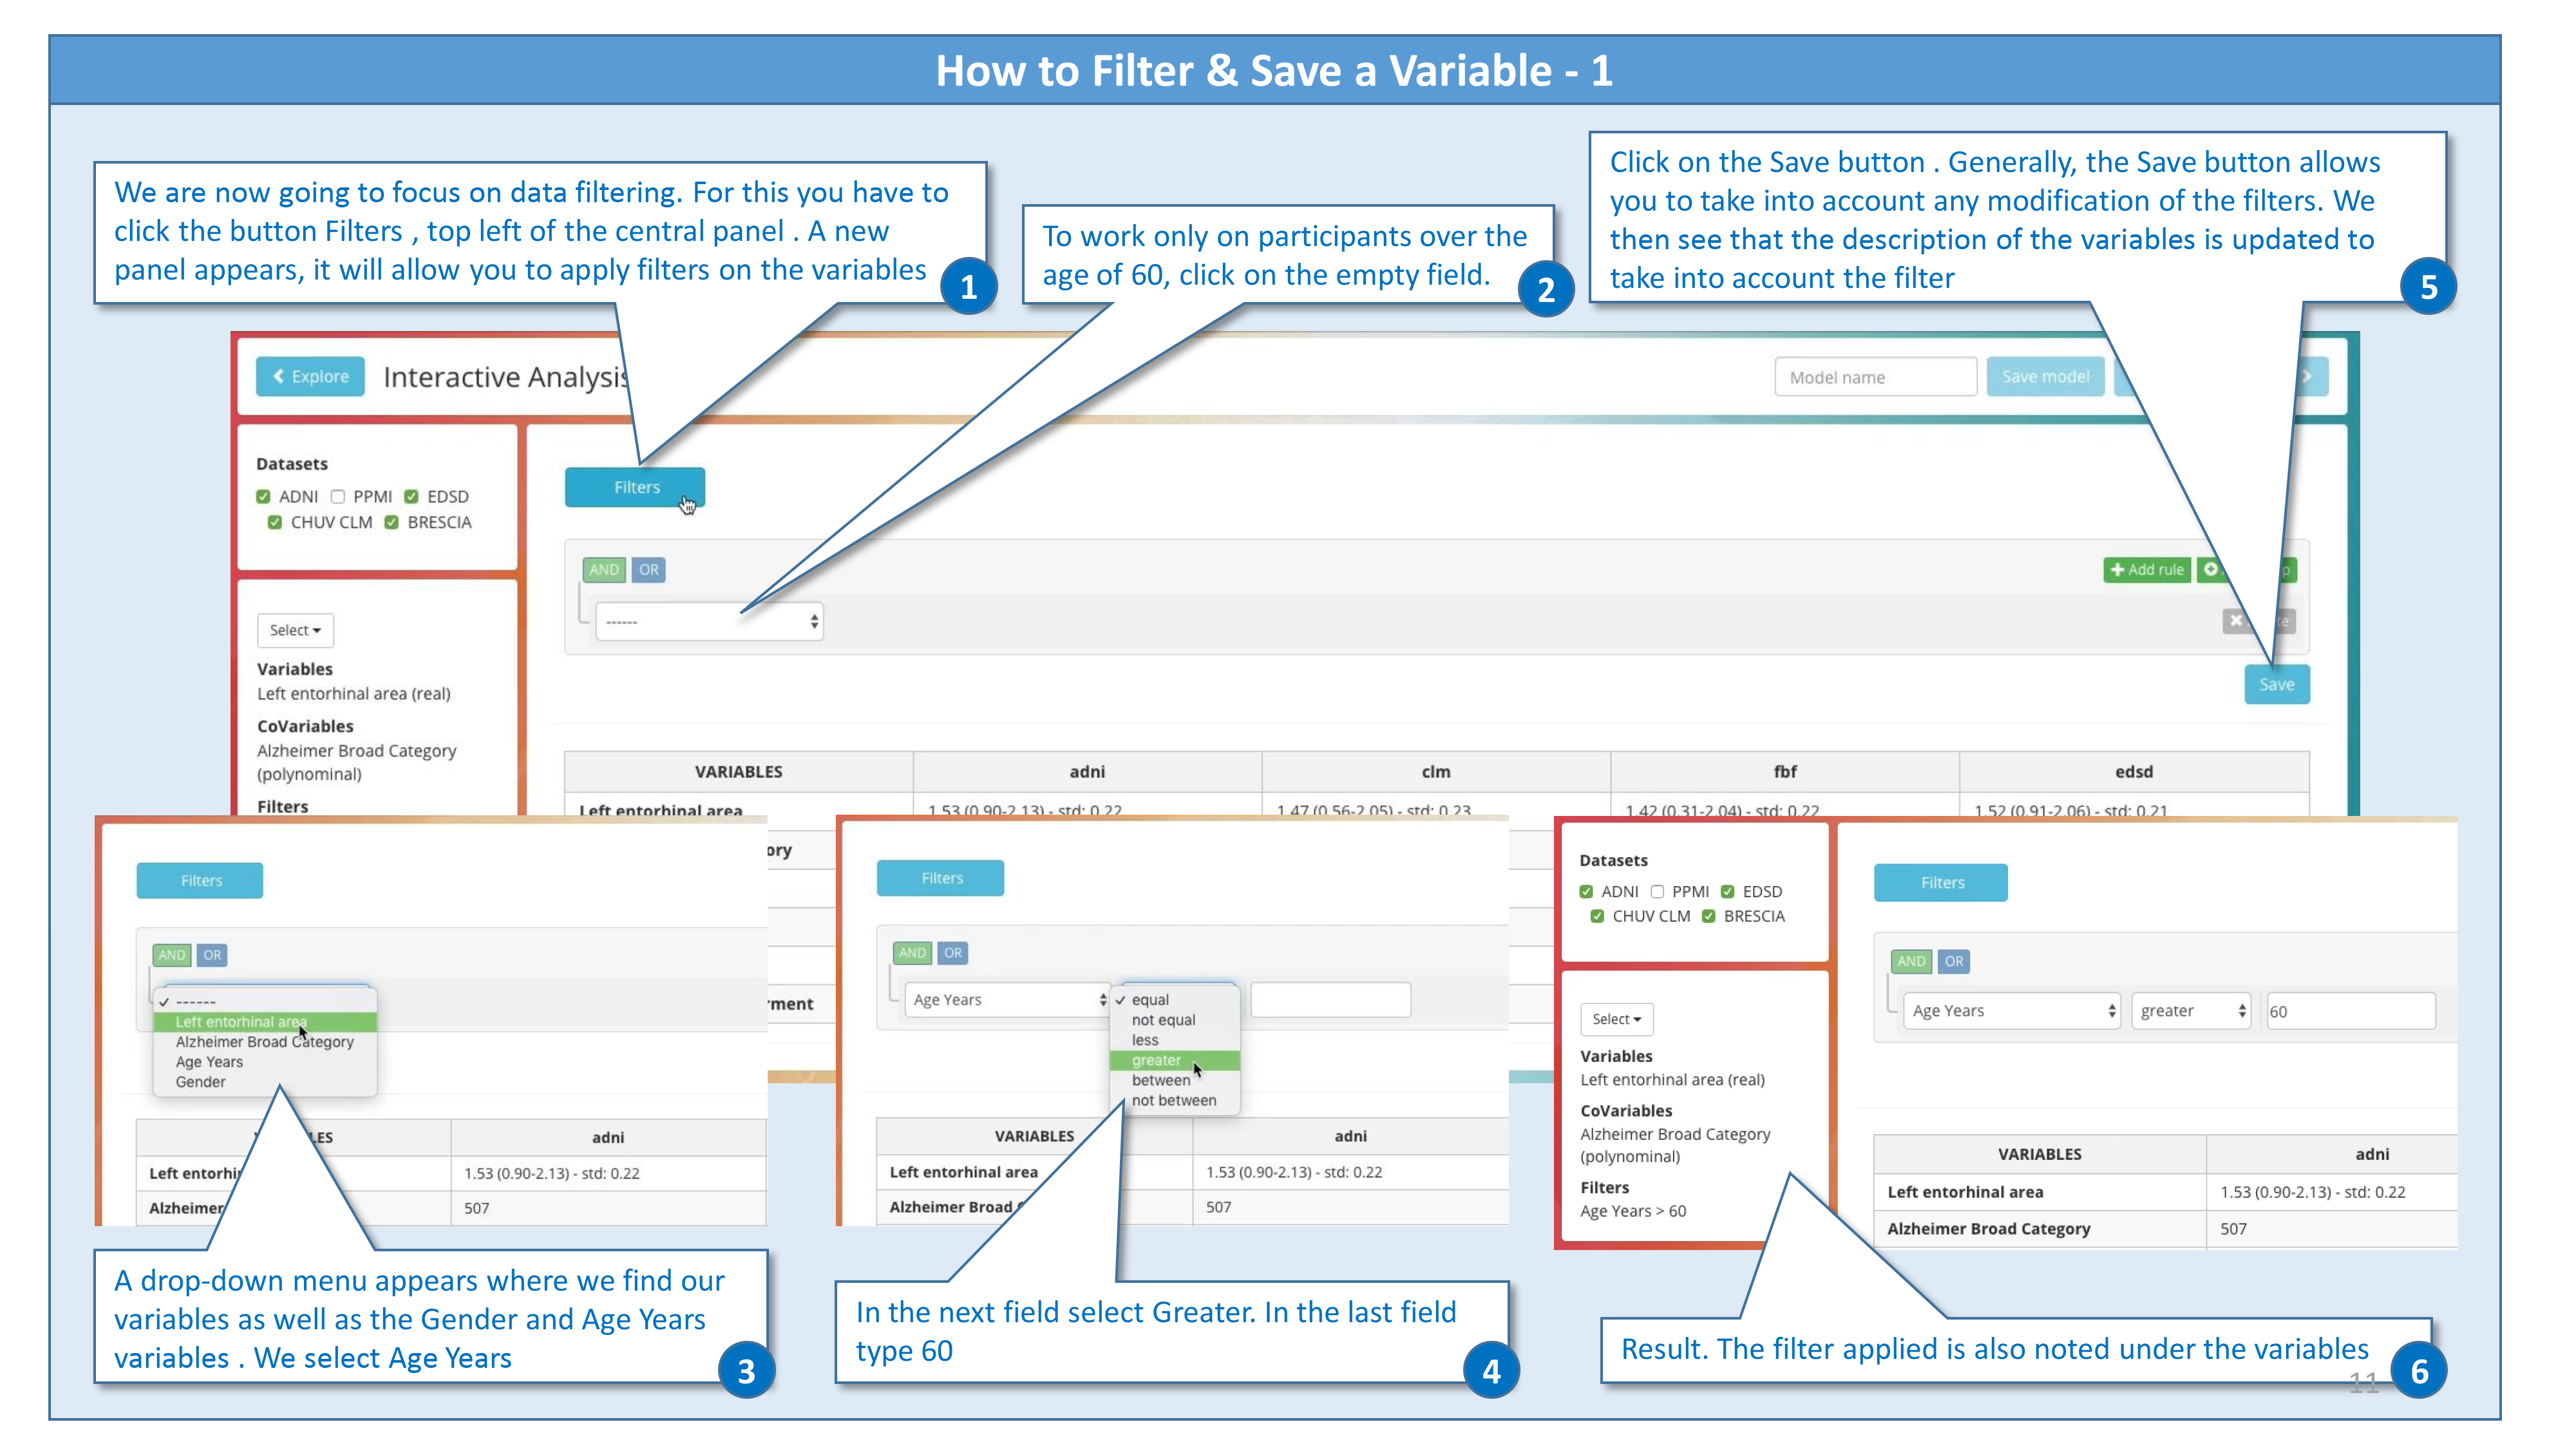 How to Filter & Save a Variable - 1
We are now going to focus on data filtering. For this you have to
click the button Filters , top left of the central panel . A new
panel appears, it will allow you to apply filters on the variables
1
To work only on participants over the
age of 60, click on the empty field.
2
Click on the Save button . Generally, the Save button allows
you to take into account any modification of the filters. We
then see that the description of the variables is updated to
take into account the filter
5
Explore
Interactive Analysis
Model name
Save model
Datasets
ADNI PPMI EDSD
CHUV CLM BRESCIA
Filters
AND OR
+ Add rule
------
Save
Select
Variables
Left entorhinal area (real)
CoVariables
Alzheimer Broad Category
(polynominal)
Filters
VARIABLES adni clm fbf edsd
Left entorhinal area 1.53 (0.90-2.13) - std: 0.22 1.47 (0.56-2.05) - std: 0.23 1.42 (0.31-2.04) - std: 0.22 1.52 (0.91-2.06) - std: 0.21
ory
rment
Filters
AND OR
✓ ------
Left entorhinal area
Alzheimer Broad Category
Age Years
Gender
adni
Left entorhin 1.53 (0.90-2.13) - std: 0.22
Alzheimer 507
A drop-down menu appears where we find our
variables as well as the Gender and Age Years
variables . We select Age Years
3
Filters
AND OR
Age Years
✓ equal
not equal
less
greater
between
not between
VARIABLES adni
Left entorhinal area 1.53 (0.90-2.13) - std: 0.22
Alzheimer Broad 507
In the next field select Greater. In the last field
type 60
4
Datasets
ADNI PPMI EDSD
CHUV CLM BRESCIA
Select
Variables
Left entorhinal area (real)
CoVariables
Alzheimer Broad Category
(polynominal)
Filters
Age Years > 60
Filters
AND OR
Age Years greater 60
VARIABLES adni
Left entorhinal area 1.53 (0.90-2.13) - std: 0.22
Alzheimer Broad Category 507
Result. The filter applied is also noted under the variables
6
11